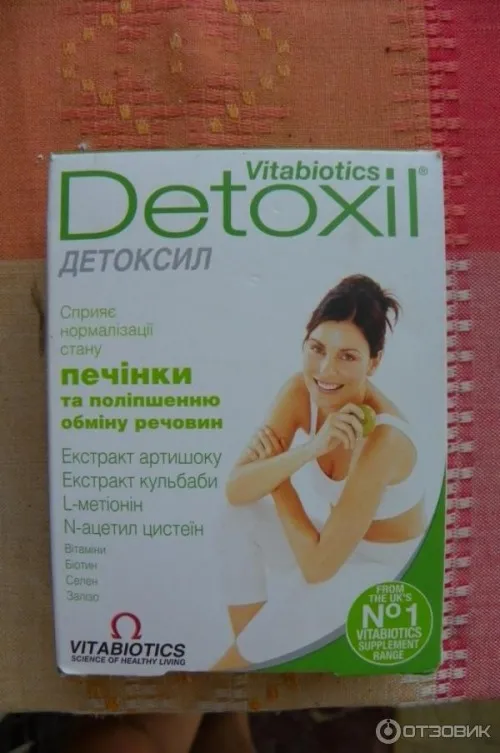 Vitabiotics
Detoxil®
ДЕТОКСИЛ
Сприяє
нормалізації
стану
печінки
та поліпшенню
обміну речовин
Екстракт артишоку
Екстракт кульбаби
L-метіонін
N-ацетил цистеїн
Вітаміни
Біотин
Селен
Залізо
VITABIOTICS
SCIENCE OF HEALTHY LIVING
FROM
THE UK'S
Nº1
VITABIOTICS
SUPPLEMENT
RANGE
ОТЗОВИК